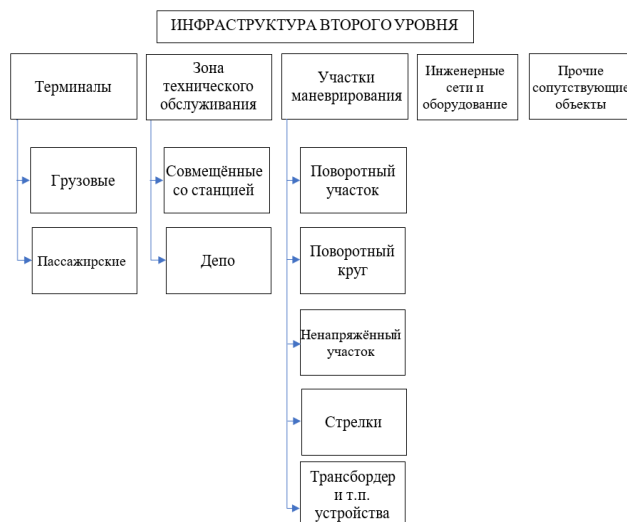 ИНФРАСТРУКТУРА ВТОРОГО УРОВНЯ
Терминалы
Зона
технического
обслуживания
Участки
маневрирования
Инженерные
сети и
оборудование
Прочие
сопутствующие
объекты
Грузовые
Совмещённые
со станцией
Поворотный
участок
Пассажирские
Депо
Поворотный
круг
Ненапряжённый
участок
Стрелки
Трансбордер
и т.п.
устройства